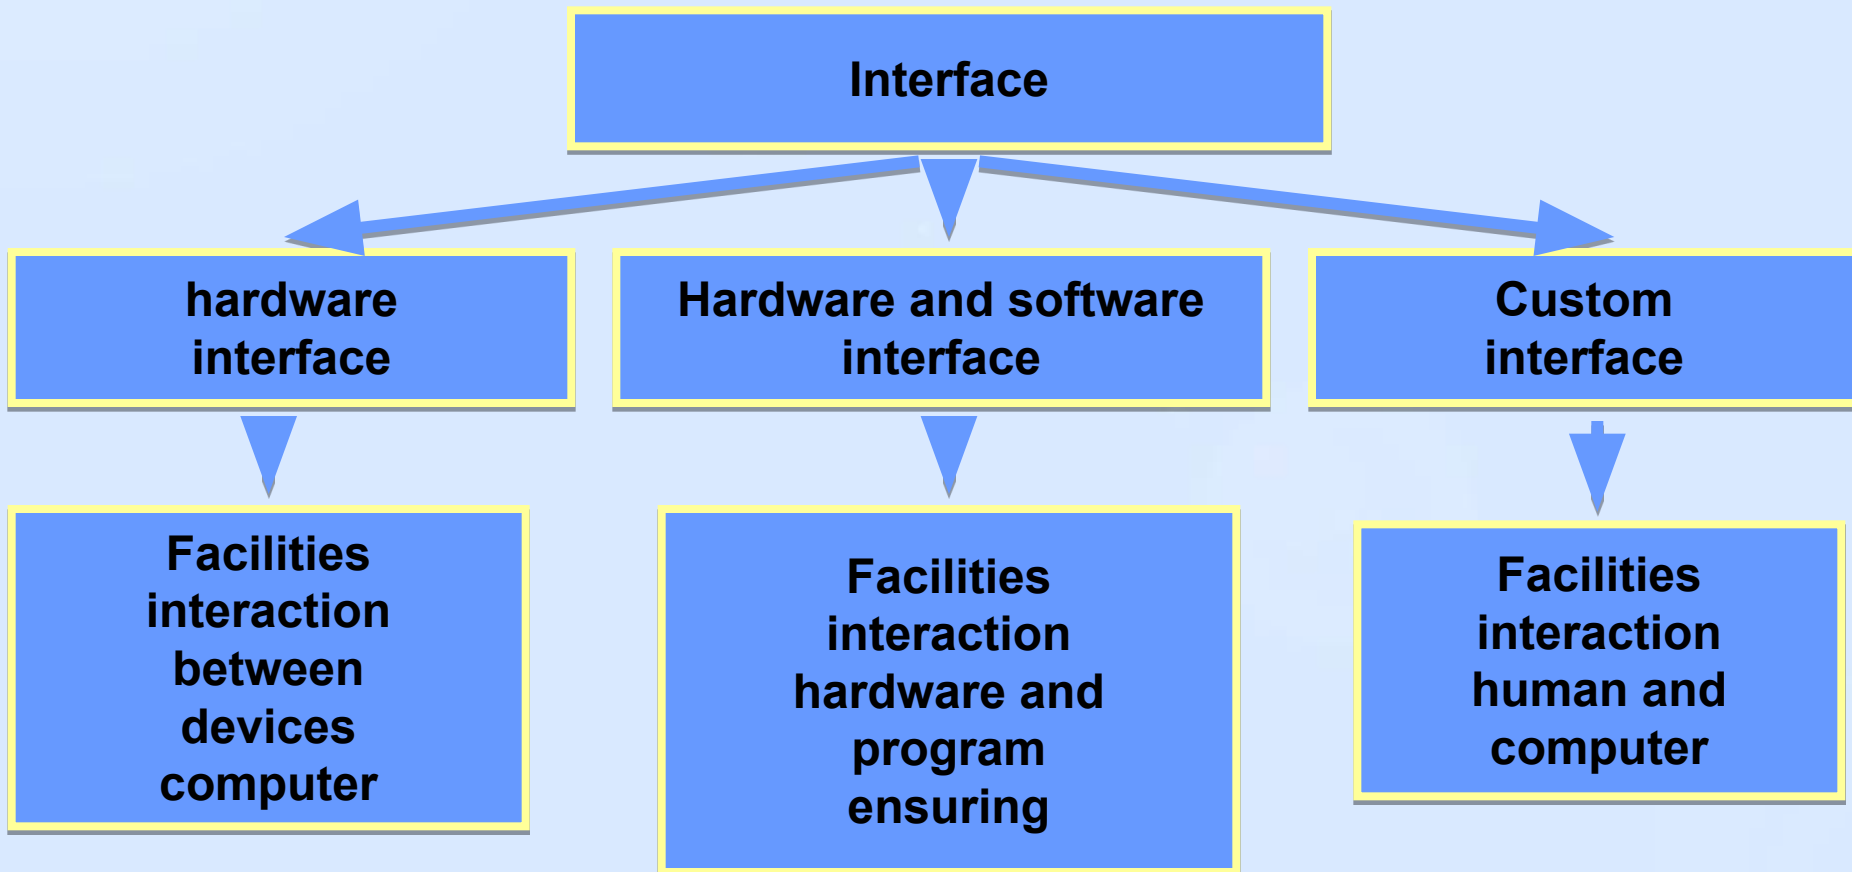 Interface
hardware
interface
Hardware and software
interface
Custom
interface
Facilities
interaction
between
devices
computer
Facilities
interaction
hardware and
program
ensuring
Facilities
interaction
human and
computer